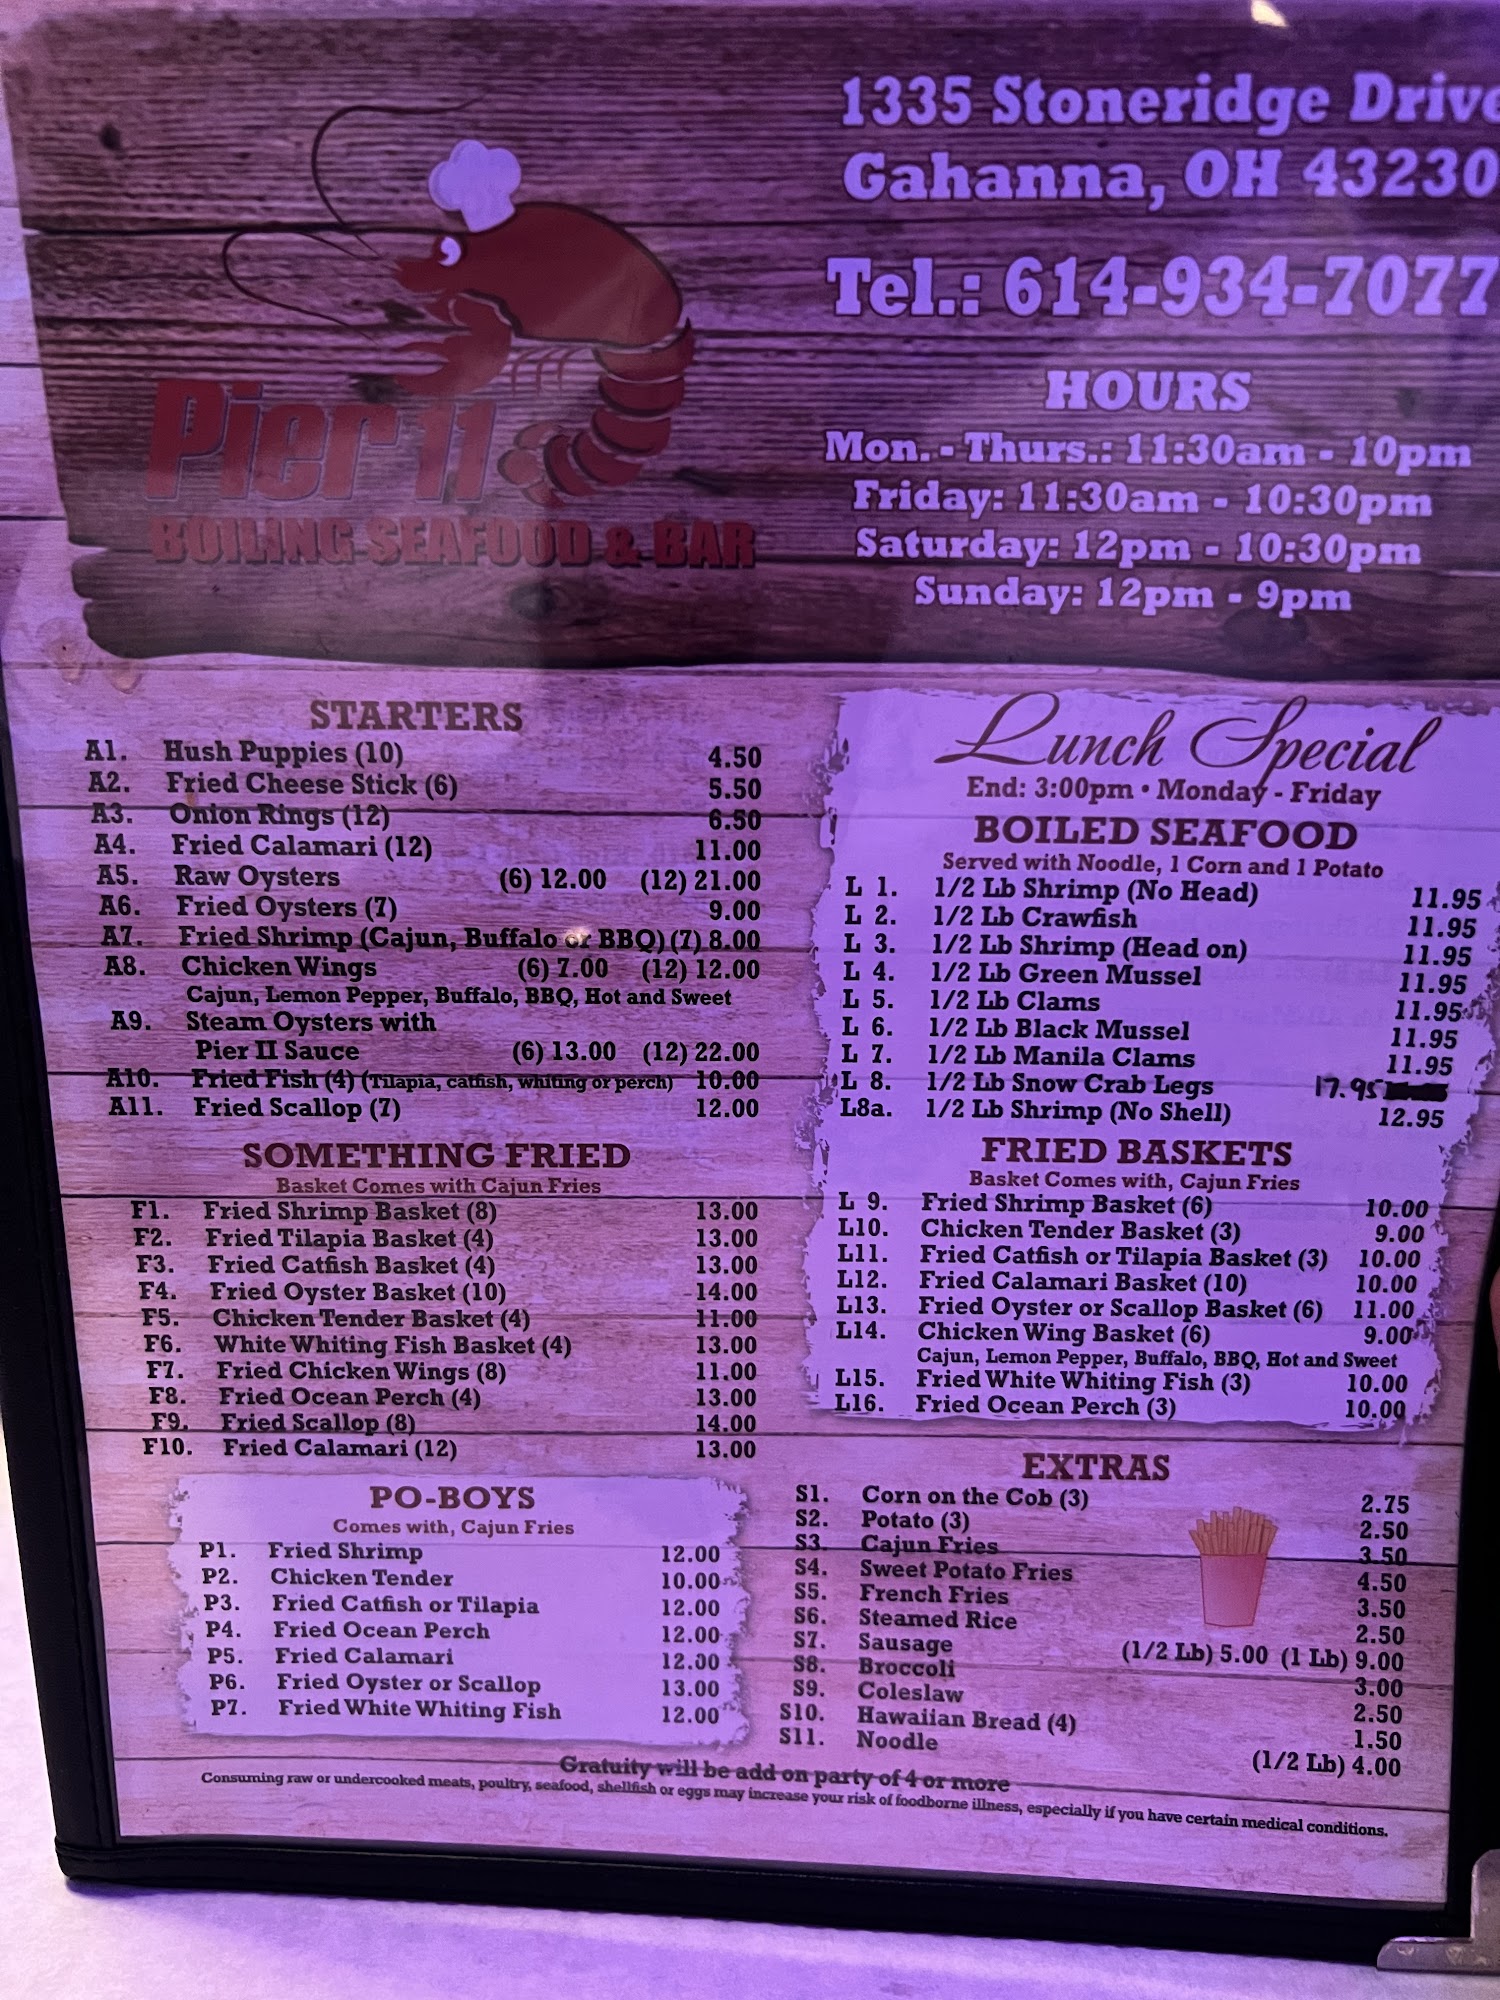 1335 Stoneridge Drive
Gahanna, OH 43230
Tel.: 614-934-7077
Pier 11
BOILING SEAFOOD & BAR
HOURS
Mon. - Thurs.: 11:30am - 10pm
Friday: 11:30am - 10:30pm
Saturday: 12pm - 10:30pm
Sunday: 12pm - 9pm
STARTERS
A1. Hush Puppies (10) 4.50
A2. Fried Cheese Stick (6) 5.50
A3. Onion Rings (12) 6.50
A4. Fried Calamari (12) 11.00
A5. Raw Oysters (6) 12.00 (12) 21.00
A6. Fried Oysters (7) 9.00
A7. Fried Shrimp (Cajun, Buffalo or BBQ) (7) 8.00
A8. Chicken Wings (6) 7.00 (12) 12.00
Cajun, Lemon Pepper, Buffalo, BBQ, Hot and Sweet
A9. Steam Oysters with
Pier II Sauce (6) 13.00 (12) 22.00
A10. Fried Fish (4) (Tilapia, catfish, whiting or perch) 10.00
A11. Fried Scallop (7) 12.00
SOMETHING FRIED
Basket Comes with Cajun Fries
F1. Fried Shrimp Basket (8) 13.00
F2. Fried Tilapia Basket (4) 13.00
F3. Fried Catfish Basket (4) 13.00
F4. Fried Oyster Basket (10) 14.00
F5. Chicken Tender Basket (4) 11.00
F6. White Whiting Fish Basket (4) 13.00
F7. Fried Chicken Wings (8) 11.00
F8. Fried Ocean Perch (4) 13.00
F9. Fried Scallop (8) 14.00
F10. Fried Calamari (12) 13.00
PO-BOYS
Comes with, Cajun Fries
P1. Fried Shrimp 12.00
P2. Chicken Tender 10.00
P3. Fried Catfish or Tilapia 12.00
P4. Fried Ocean Perch 12.00
P5. Fried Calamari 12.00
P6. Fried Oyster or Scallop 13.00
P7. Fried White Whiting Fish 12.00
Lunch Special
End: 3:00pm • Monday - Friday
BOILED SEAFOOD
Served with Noodle, 1 Corn and 1 Potato
L 1. 1/2 Lb Shrimp (No Head) 11.95
L 2. 1/2 Lb Crawfish 11.95
L 3. 1/2 Lb Shrimp (Head on) 11.95
L 4. 1/2 Lb Green Mussel 11.95
L 5. 1/2 Lb Clams 11.95
L 6. 1/2 Lb Black Mussel 11.95
L 7. 1/2 Lb Manila Clams 11.95
L 8. 1/2 Lb Snow Crab Legs 17.95
L8a. 1/2 Lb Shrimp (No Shell) 12.95
FRIED BASKETS
Basket Comes with, Cajun Fries
L 9. Fried Shrimp Basket (6) 10.00
L10. Chicken Tender Basket (3) 9.00
L11. Fried Catfish or Tilapia Basket (3) 10.00
L12. Fried Calamari Basket (10) 10.00
L13. Fried Oyster or Scallop Basket (6) 11.00
L14. Chicken Wing Basket (6) 9.00
Cajun, Lemon Pepper, Buffalo, BBQ, Hot and Sweet
L15. Fried White Whiting Fish (3) 10.00
L16. Fried Ocean Perch (3) 10.00
EXTRAS
S1. Corn on the Cob (3) 2.75
S2. Potato (3) 2.50
S3. Cajun Fries 3.50
S4. Sweet Potato Fries 4.50
S5. French Fries 3.50
S6. Steamed Rice 2.50
S7. Sausage (1/2 Lb) 5.00 (1 Lb) 9.00
S8. Broccoli 3.00
S9. Coleslaw 2.50
S10. Hawaiian Bread (4) 1.50
S11. Noodle (1/2 Lb) 4.00
Gratuity will be add on party of 4 or more
Consuming raw or undercooked meats, poultry, seafood, shellfish or eggs may increase your risk of foodborne illness, especially if you have certain medical conditions.